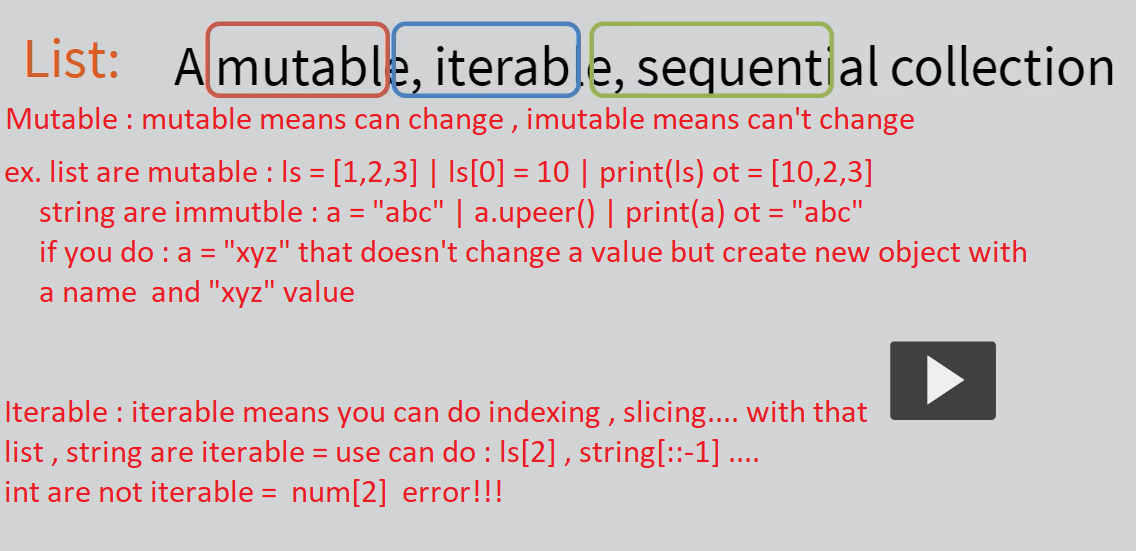 List: A mutable, iterable, sequential collection
Mutable : mutable means can change , imutable means can't change
ex. list are mutable : ls = [1,2,3] | ls[0] = 10 | print(ls) ot = [10,2,3]
string are immutble : a = "abc" | a.upeer() | print(a) ot = "abc"
if you do : a = "xyz" that doesn't change a value but create new object with
a name and "xyz" value
Iterable : iterable means you can do indexing , slicing.... with that
list , string are iterable = use can do : ls[2] , string[::-1] ....
int are not iterable = num[2] error!!!